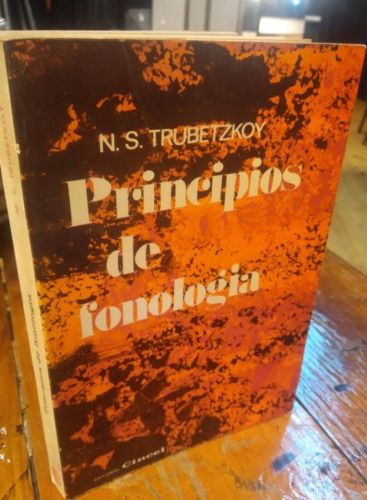 N. S. TRUBETZKOY
Principios
de
fonologia
Cincel